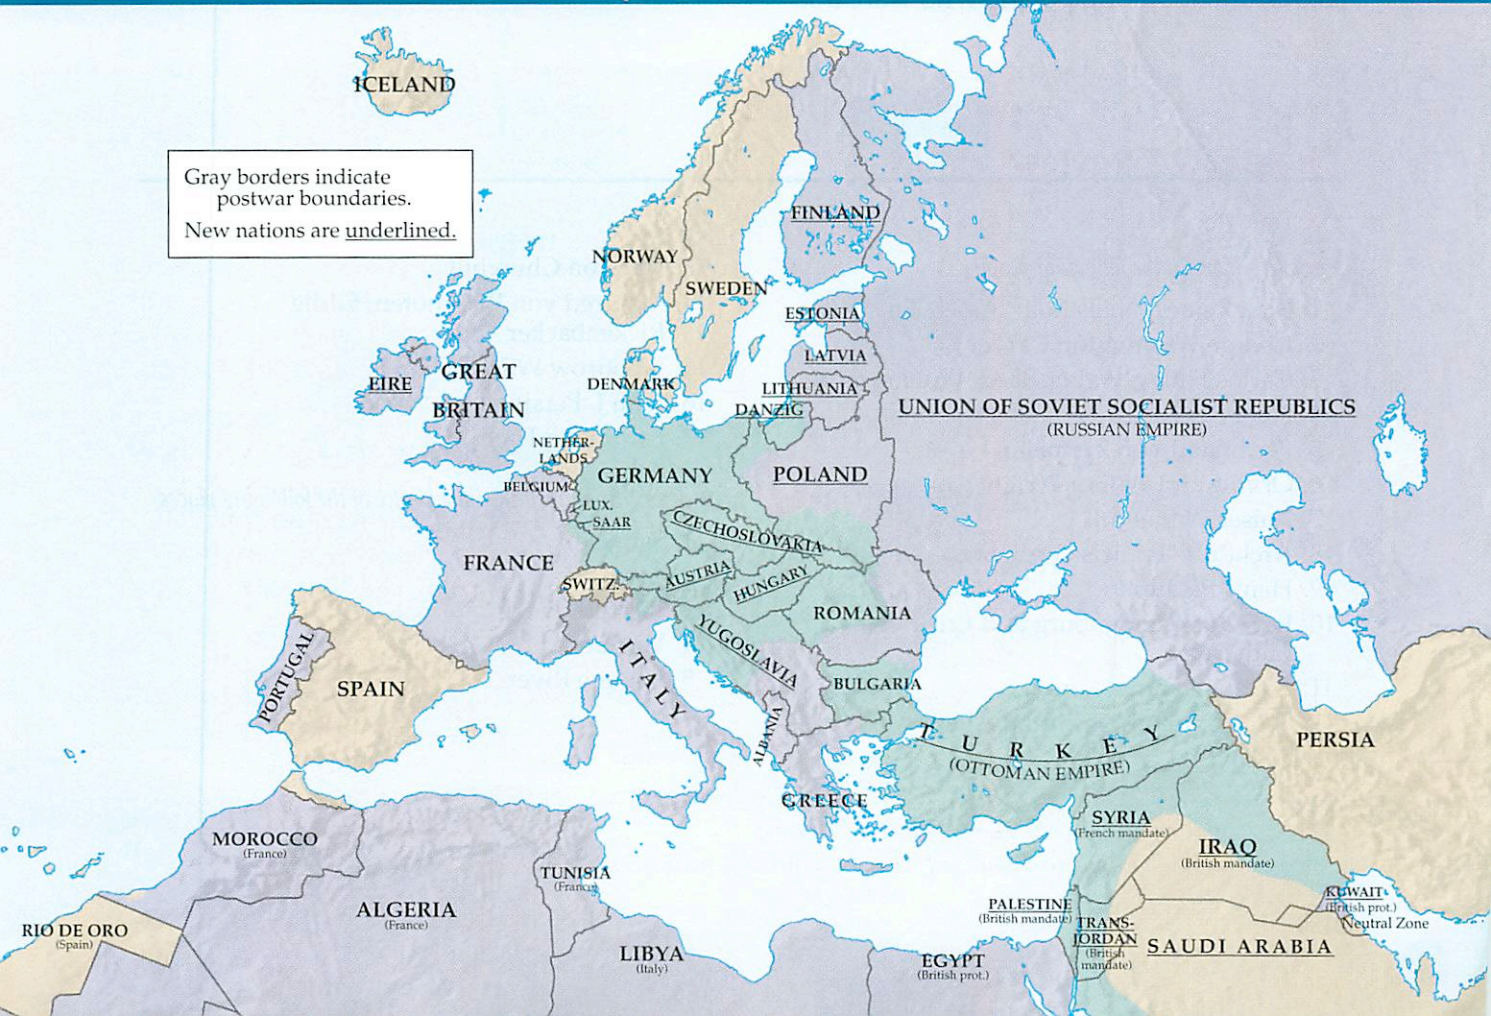 ICELAND
Gray borders indicate
postwar boundaries.
New nations are underlined.
FINLAND
NORWAY
SWEDEN
ESTONIA
LATVIA
LITHUANIA
DANZIG
DENMARK
EIRE
GREAT
BRITAIN
UNION OF SOVIET SOCIALIST REPUBLICS
(RUSSIAN EMPIRE)
NETHER-
LANDS
BELGIUM
GERMANY
POLAND
LUX.
SAAR
CZECHOSLOVAKIA
FRANCE
SWITZ.
AUSTRIA
HUNGARY
ROMANIA
YUGOSLAVIA
ITALY
PORTUGAL
SPAIN
BULGARIA
ALBANIA
TURKEY
(OTTOMAN EMPIRE)
PERSIA
GREECE
SYRIA
(French mandate)
IRAQ
(British mandate)
MOROCCO
(France)
TUNISIA
(France)
ALGERIA
(France)
KUWAIT
(British prot.)
Neutral Zone
PALESTINE
(British mandate)
TRANS-
JORDAN
(British
mandate)
SAUDI ARABIA
RIO DE ORO
(Spain)
LIBYA
(Italy)
EGYPT
(British prot.)